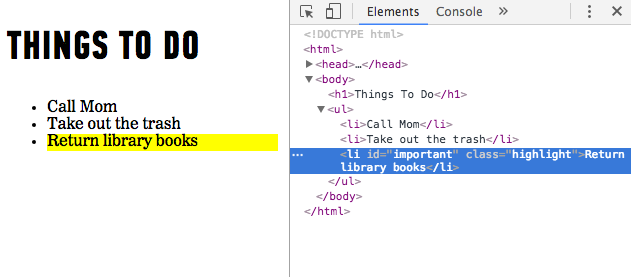 THINGS TO DO
Call Mom
Take out the trash
Return library books
Elements Console »
<!DOCTYPE html>
<html>
<head>…</head>
<body>
<h1>Things To Do</h1>
<ul>
<li>Call Mom</li>
<li>Take out the trash</li>
<li id="important" class="highlight">Return
library books</li>
</ul>
</body>
</html>